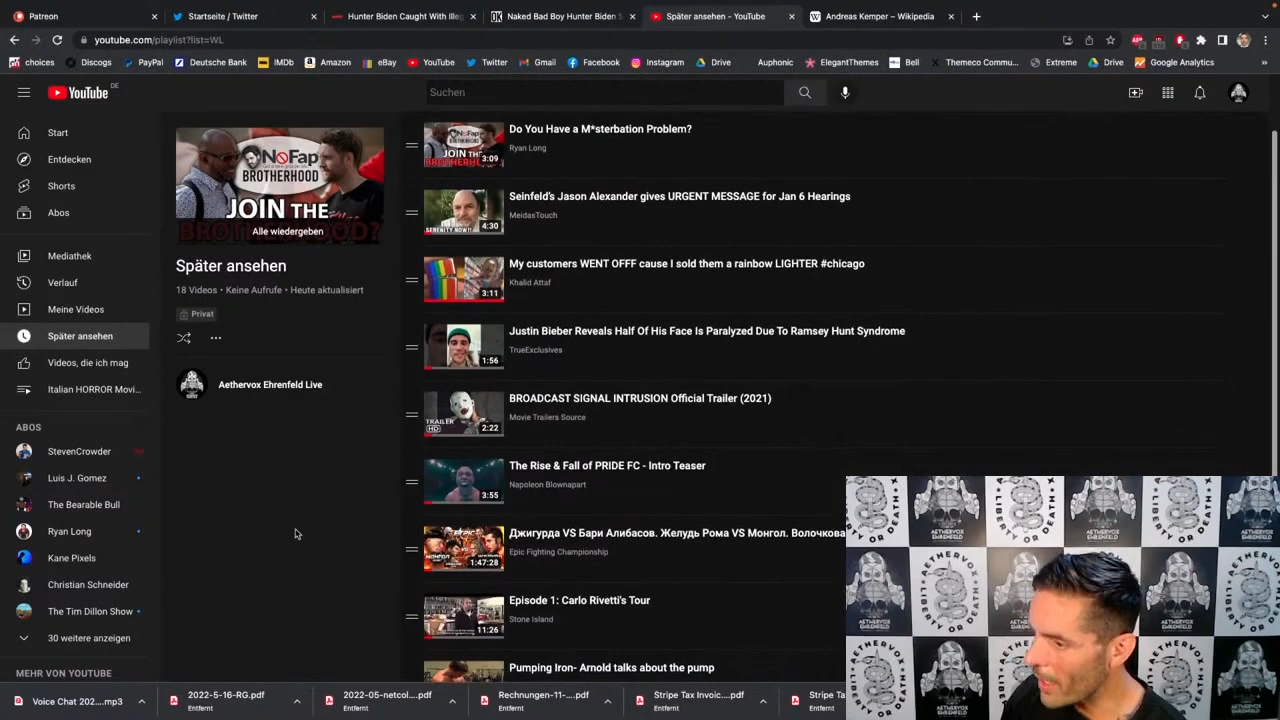 Patreon
Startseite / Twitter
Hunter Biden Caught With Ille
Naked Bad Boy Hunter Biden S
Später ansehen - YouTube
Andreas Kemper – Wikipedia
youtube.com/playlist?list=WL
choices
Discogs
PayPal
Deutsche Bank
IMDb
Amazon
eBay
YouTube
Twitter
Gmail
Facebook
Instagram
Drive
Auphonic
ElegantThemes
Bell
Themeco Commu...
Extreme
Drive
Google Analytics
YouTube DE
Suchen
Start
Entdecken
Shorts
Abos
Mediathek
Verlauf
Meine Videos
Später ansehen
Videos, die ich mag
Italian HORROR Movi...
ABOS
StevenCrowder
Luis J. Gomez
The Bearable Bull
Ryan Long
Kane Pixels
Christian Schneider
The Tim Dillon Show
30 weitere anzeigen
MEHR VON YOUTUBE
NoFap
BROTHERHOOD
JOIN THE
BROTHERHOOD?
Alle wiedergeben
Später ansehen
18 Videos • Keine Aufrufe • Heute aktualisiert
Privat
Aethervox Ehrenfeld Live
Do You Have a M*sterbation Problem?
Ryan Long
3:09
Seinfeld's Jason Alexander gives URGENT MESSAGE for Jan 6 Hearings
MeidasTouch
SERENITY NOW!!
4:30
My customers WENT OFFF cause I sold them a rainbow LIGHTER #chicago
Khalid Attaf
3:11
Justin Bieber Reveals Half Of His Face Is Paralyzed Due To Ramsey Hunt Syndrome
TrueExclusives
1:56
BROADCAST SIGNAL INTRUSION Official Trailer (2021)
Movie Trailers Source
TRAILER
HD
2:22
The Rise & Fall of PRIDE FC - Intro Teaser
Napoleon Blownapart
3:55
Джигурда VS Бари Алибасов. Желудь Рома VS Монгол. Волочкова
Epic Fighting Championship
1:47:28
Episode 1: Carlo Rivetti's Tour
Stone Island
11:26
Pumping Iron- Arnold talks about the pump
LIBERTY OR DEATH
AETHERVOX
EHRENFELD
Voice Chat 202....mp3
2022-5-16-RG.pdf
Entfernt
2022-05-netcol....pdf
Entfernt
Rechnungen-11-....pdf
Entfernt
Stripe Tax Invoic....pdf
Entfernt
Stripe Ta
Entfernt